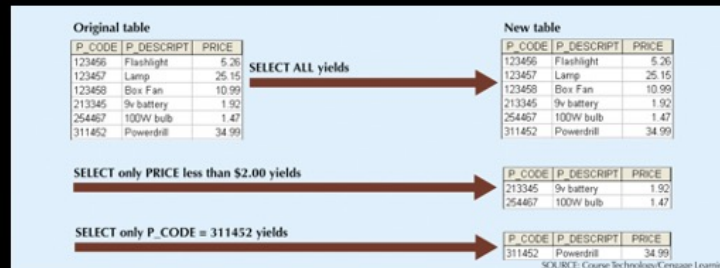 Original table
P_CODE P_DESCRIPT PRICE
123456 Flashlight 5.26
123457 Lamp 25.15
123458 Box Fan 10.99
213345 9v battery 1.92
254467 100W bulb 1.47
311452 Powerdrill 34.99
SELECT ALL yields
New table
P_CODE P_DESCRIPT PRICE
123456 Flashlight 5.26
123457 Lamp 25.15
123458 Box Fan 10.99
213345 9v battery 1.92
254467 100W bulb 1.47
311452 Powerdrill 34.99
SELECT only PRICE less than $2.00 yields
P_CODE P_DESCRIPT PRICE
213345 9v battery 1.92
254467 100W bulb 1.47
SELECT only P_CODE = 311452 yields
P_CODE P_DESCRIPT PRICE
311452 Powerdrill 34.99
SOURCE: Course Technology/Cengage Learning